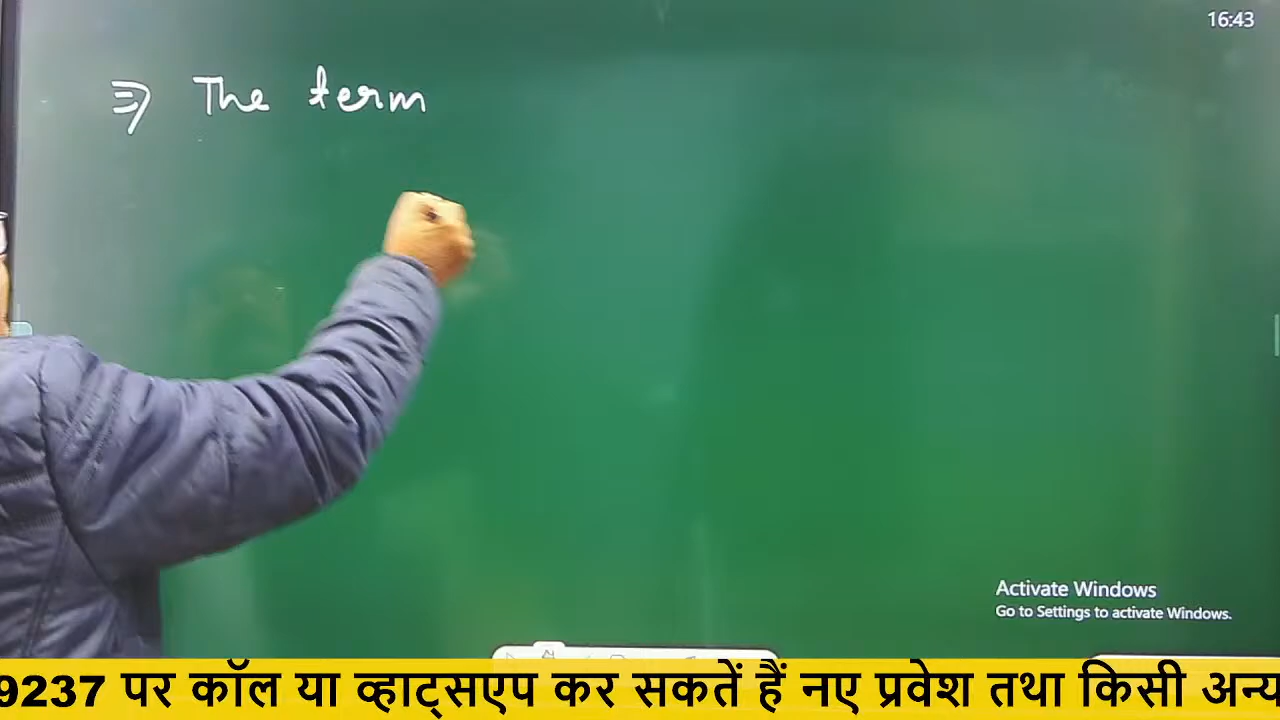 16:43
⇒ The term
Activate Windows
Go to Settings to activate Windows.
9237 पर कॉल या व्हाट्सएप कर सकतें हैं नए प्रवेश तथा किसी अन्य